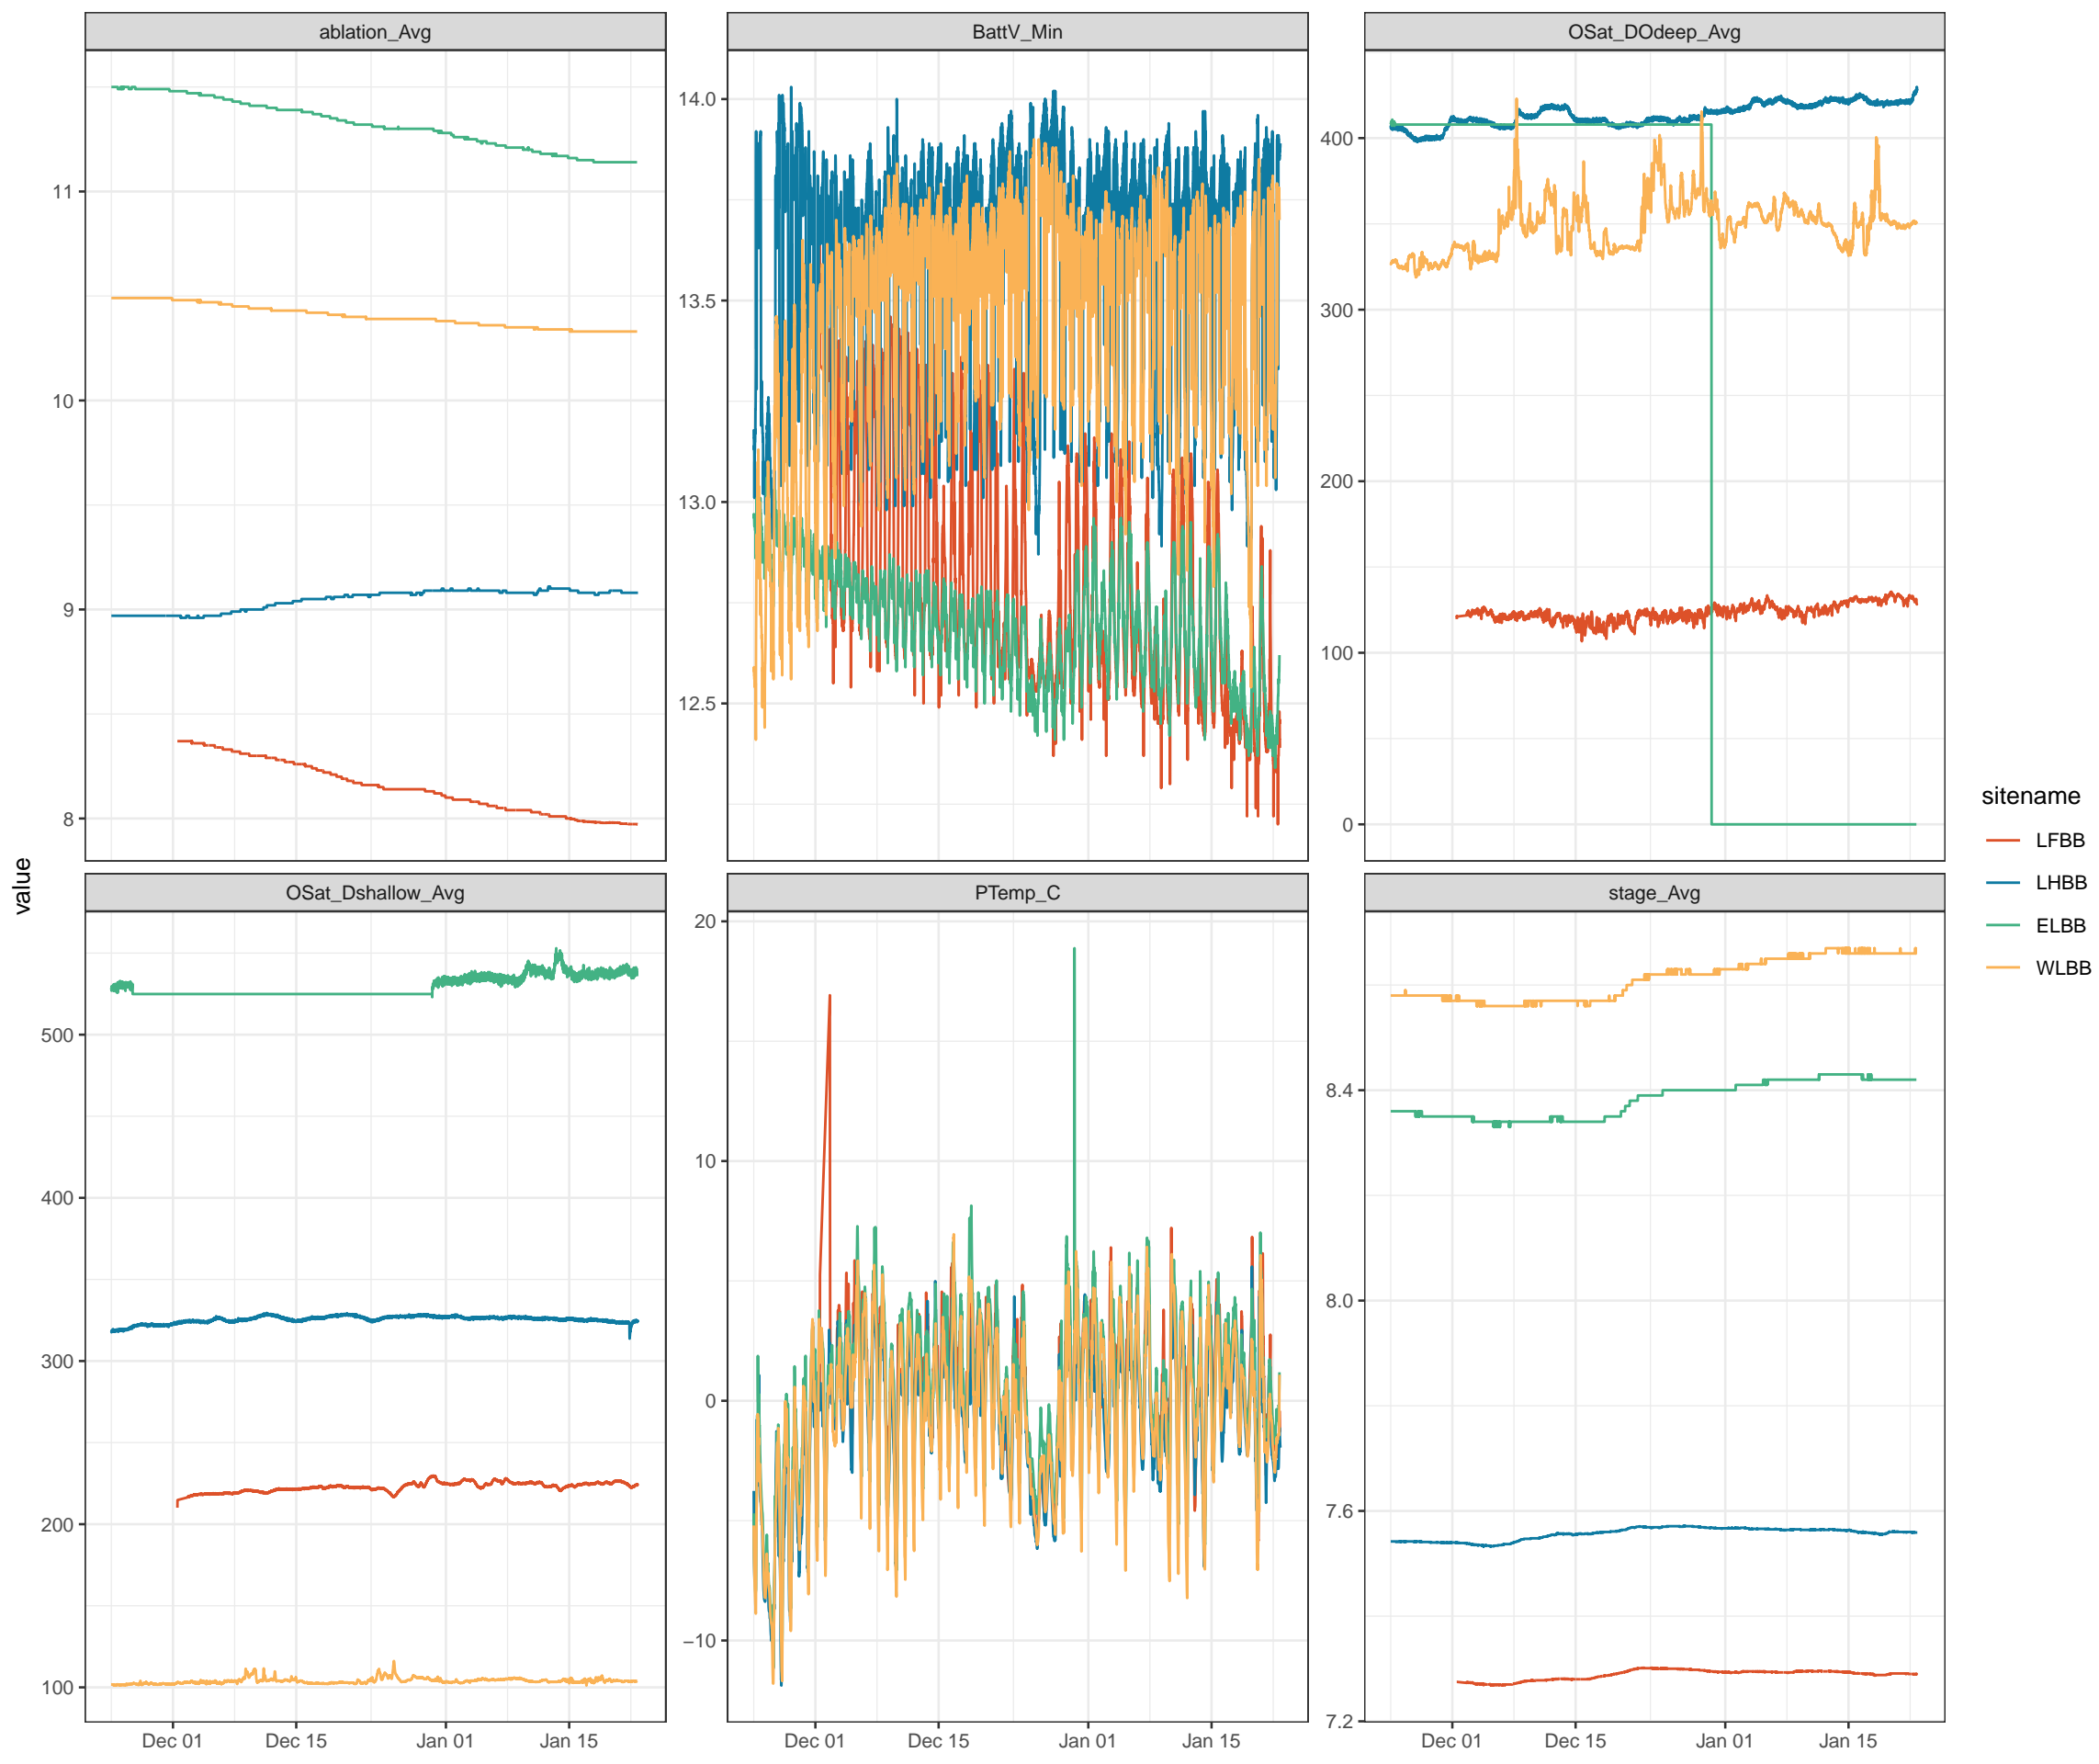 ablation_Avg
BattV_Min
OSat_DOdeep_Avg
11
10
9
8
14.0
13.5
13.0
12.5
400
300
200
100
0
value
OSat_Dshallow_Avg
PTemp_C
stage_Avg
500
400
300
200
100
20
10
0
−10
8.4
8.0
7.6
7.2
Dec 01 Dec 15 Jan 01 Jan 15
Dec 01 Dec 15 Jan 01 Jan 15
Dec 01 Dec 15 Jan 01 Jan 15
sitename
LFBB
LHBB
ELBB
WLBB